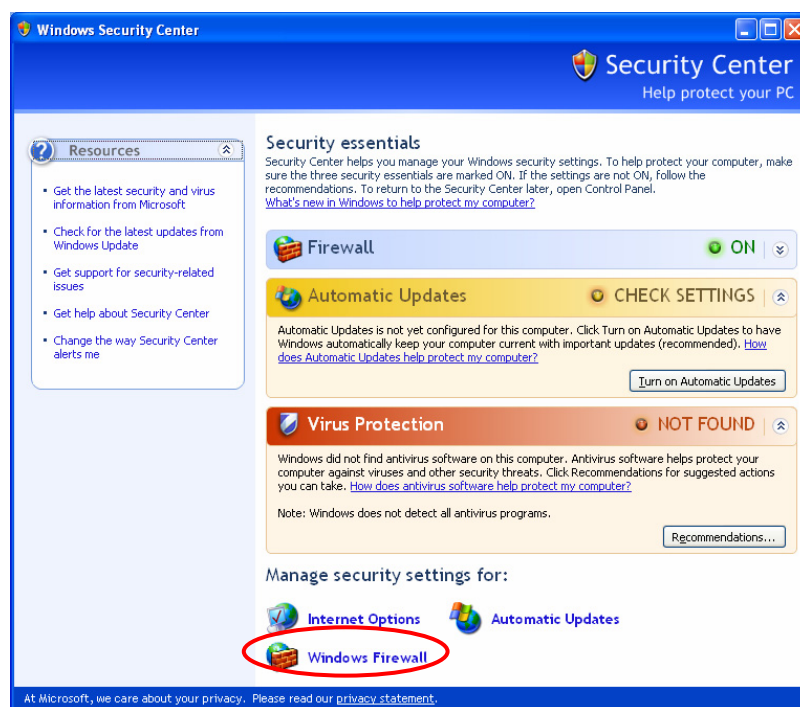 Windows Security Center
Security Center
Help protect your PC
Resources
Get the latest security and virus
information from Microsoft
Check for the latest updates from
Windows Update
Get support for security-related
issues
Get help about Security Center
Change the way Security Center
alerts me
Security essentials
Security Center helps you manage your Windows security settings. To help protect your computer, make
sure the three security essentials are marked ON. If the settings are not ON, follow the
recommendations. To return to the Security Center later, open Control Panel.
What's new in Windows to help protect my computer?
Firewall ON
Automatic Updates CHECK SETTINGS
Automatic Updates is not yet configured for this computer. Click Turn on Automatic Updates to have
Windows automatically keep your computer current with important updates (recommended). How
does Automatic Updates help protect my computer?
Turn on Automatic Updates
Virus Protection NOT FOUND
Windows did not find antivirus software on this computer. Antivirus software helps protect your
computer against viruses and other security threats. Click Recommendations for suggested actions
you can take. How does antivirus software help protect my computer?
Note: Windows does not detect all antivirus programs.
Recommendations...
Manage security settings for:
Internet Options Automatic Updates
Windows Firewall
At Microsoft, we care about your privacy. Please read our privacy statement.